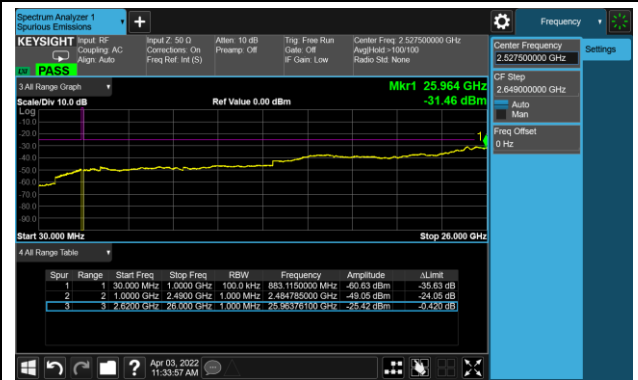 Spectrum Analyzer 1
Spurious Emissions
Frequency
KEYSIGHT
Input: RF
Coupling: AC
Align: Auto
Input Z: 50 Ω
Corrections: On
Freq Ref: Int (S)
Atten: 10 dB
Preamp: Off
Trig: Free Run
Gate: Off
IF Gain: Low
Center Freq: 2.527500000 GHz
Avg|Hold:>100/100
Radio Std: None
PASS
Center Frequency
2.527500000 GHz
Settings
CF Step
2.649000000 GHz
Auto
Man
Freq Offset
0 Hz
3 All Range Graph
Mkr1 25.964 GHz
Scale/Div 10.0 dB
Ref Value 0.00 dBm
-31.46 dBm
Log
-10.0
-20.0
-30.0
-40.0
-50.0
-60.0
-70.0
-80.0
-90.0
1
Start 30.000 MHz
Stop 26.000 GHz
4 All Range Table
Spur Range Start Freq Stop Freq RBW Frequency Amplitude ΔLimit
1 1 30.000 MHz 1.0000 GHz 100.0 kHz 883.1150000 MHz -60.63 dBm -35.63 dB
2 2 1.0000 GHz 2.4900 GHz 1.000 MHz 2.484785000 GHz -49.05 dBm -24.05 dB
3 3 2.6200 GHz 26.000 GHz 1.000 MHz 25.96376100 GHz -25.42 dBm -0.420 dB
Apr 03, 2022
11:33:57 AM